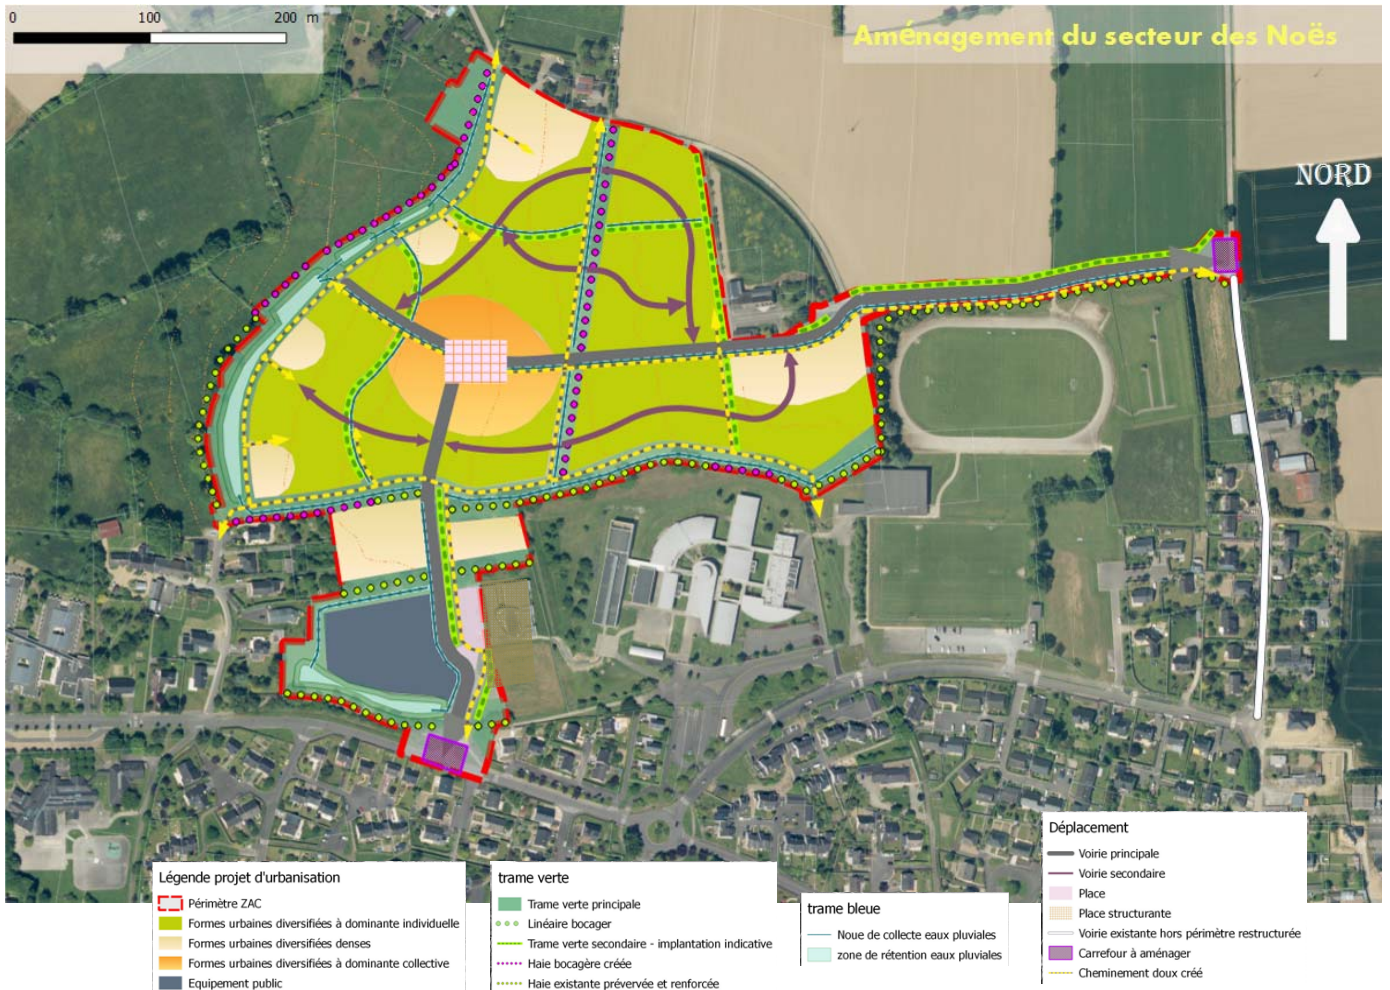 0 100 200 m
Aménagement du secteur des Noës
NORD
Légende projet d'urbanisation
Périmètre ZAC
Formes urbaines diversifiées à dominante individuelle
Formes urbaines diversifiées denses
Formes urbaines diversifiées à dominante collective
Equipement public
trame verte
Trame verte principale
Linéaire bocager
Trame verte secondaire - implantation indicative
Haie bocagère créée
Haie existante prévervée et renforcée
trame bleue
Noue de collecte eaux pluviales
zone de rétention eaux pluviales
Déplacement
Voirie principale
Voirie secondaire
Place
Place structurante
Voirie existante hors périmètre restructurée
Carrefour à aménager
Cheminement doux créé